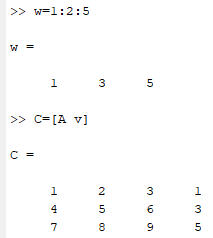 >> w=1:2:5
w =
1 3 5
>> C=[A v]
C =
1 2 3 1
4 5 6 3
7 8 9 5